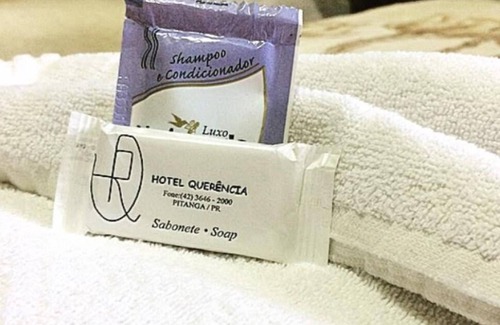 Shampoo
e Condicionador
Luxo
HOTEL QUERÊNCIA
Fone:(42) 3646 - 2000
PITANGA / PR
Sabonete • Soap